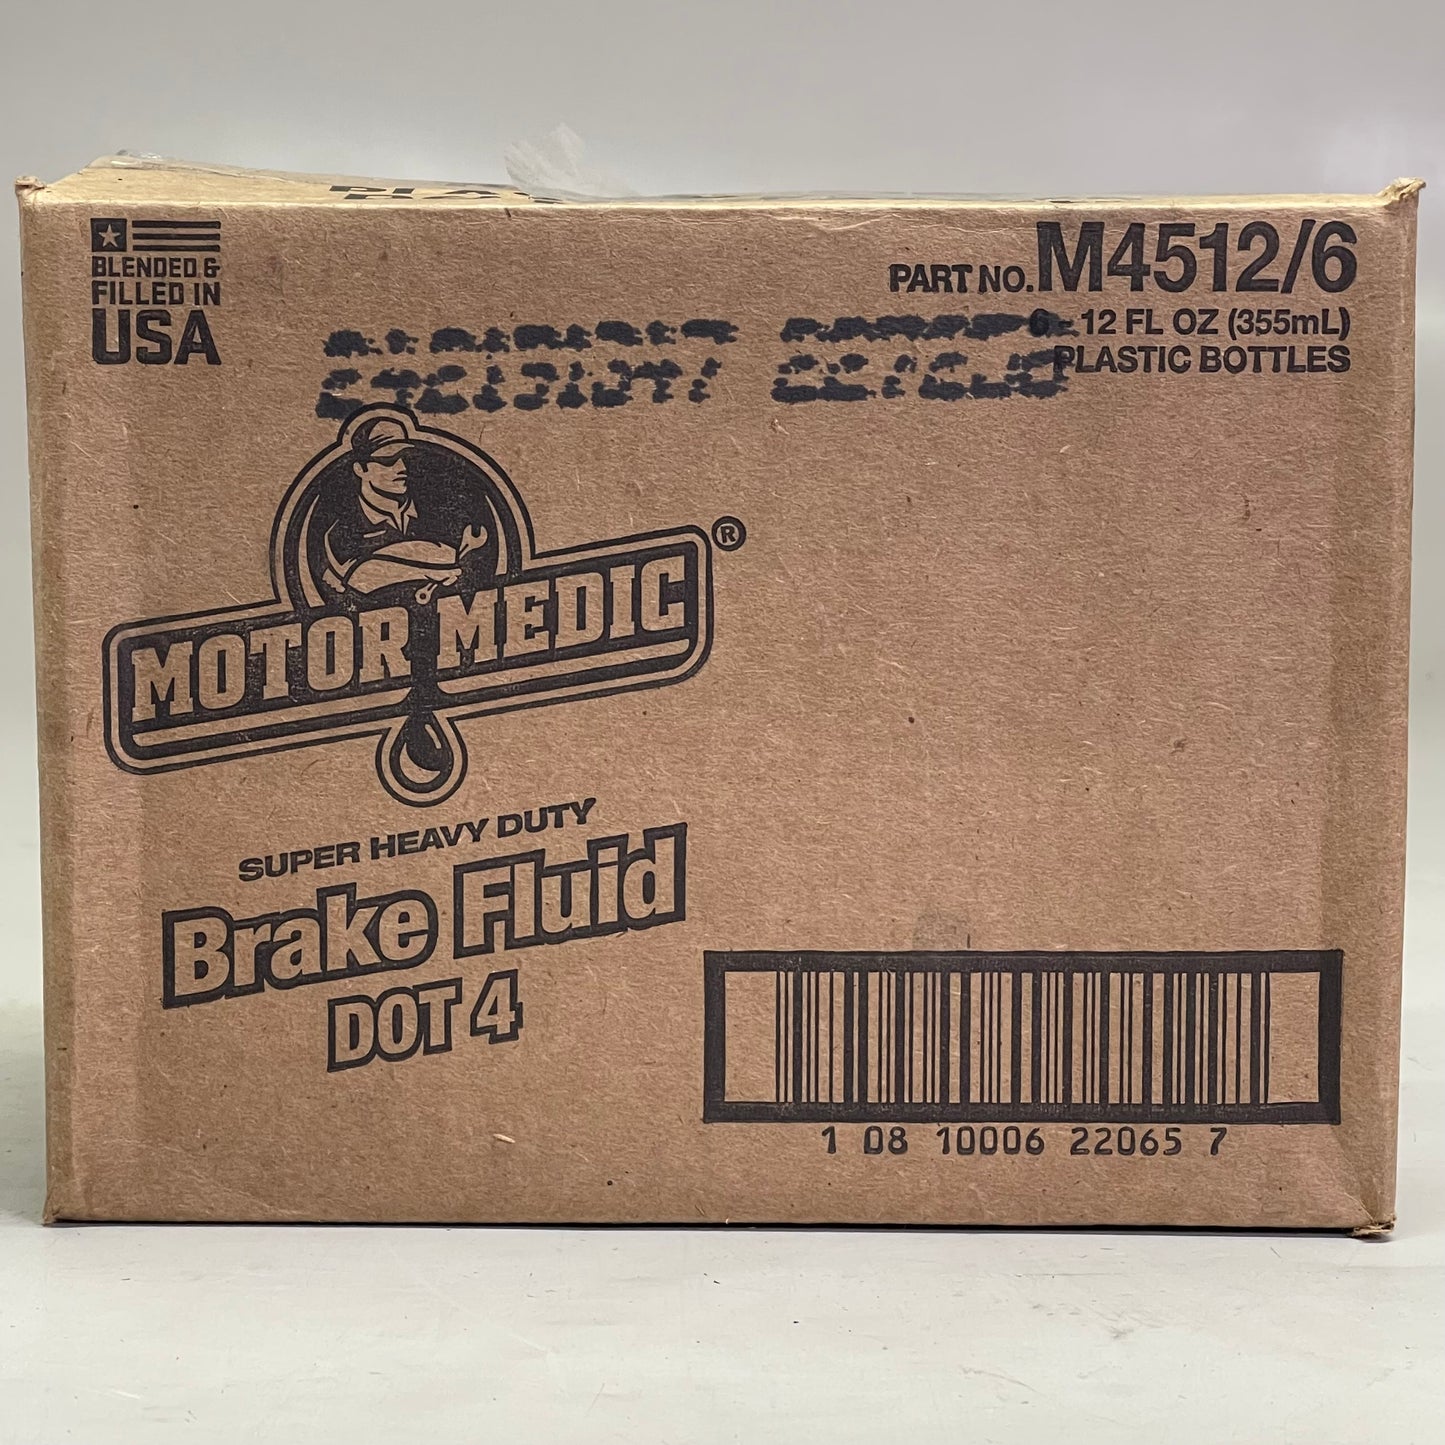 BLENDED &
FILLED IN
USA
PART NO. M4512/6
6 - 12 FL OZ (355mL)
PLASTIC BOTTLES
MOTOR MEDIC ®
SUPER HEAVY DUTY
Brake Fluid
DOT 4
1 08 10006 22065 7